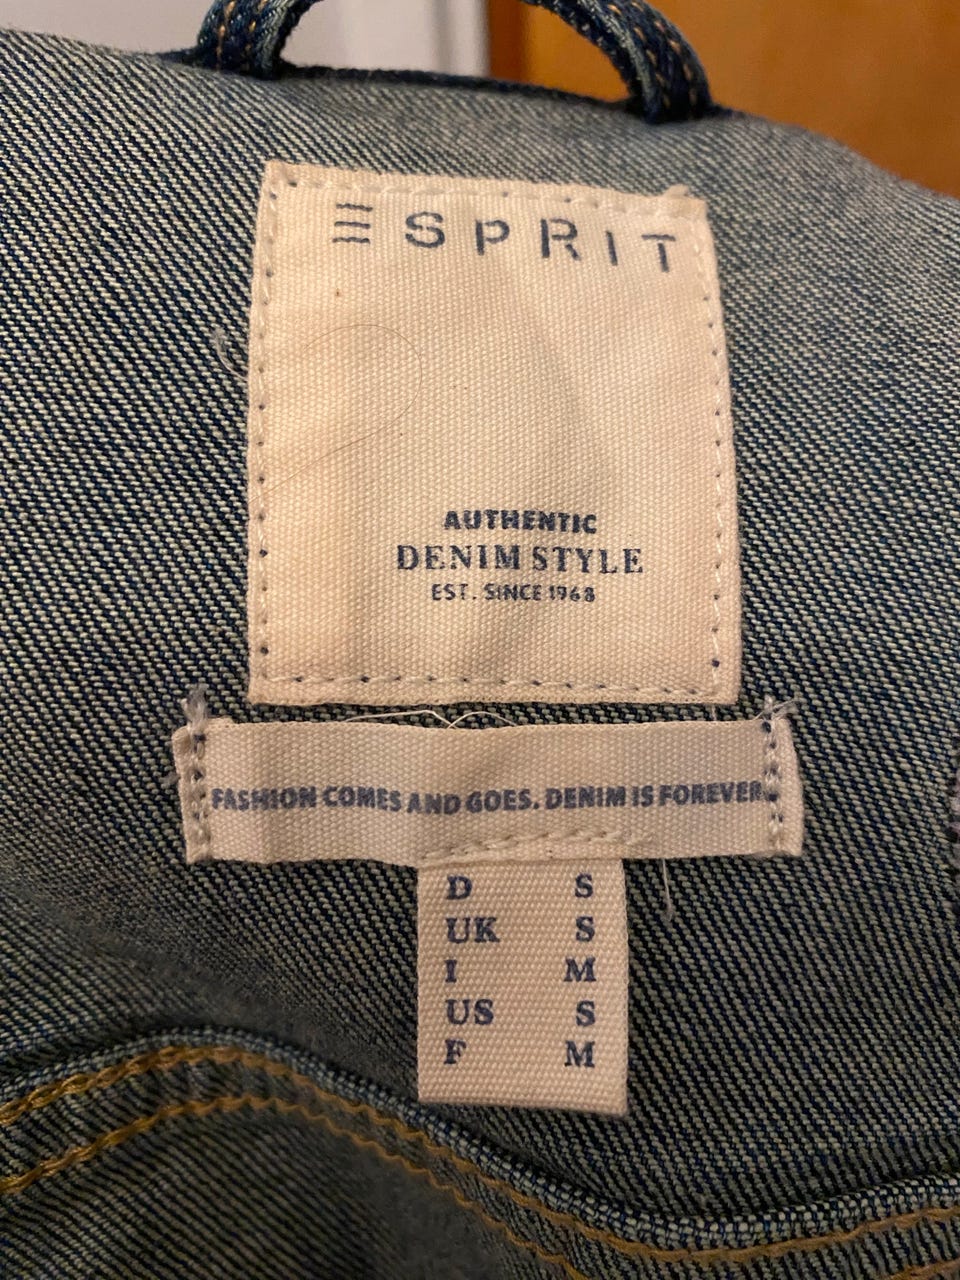 ESPRIT
AUTHENTIC
DENIM STYLE
EST. SINCE 1968
FASHION COMES AND GOES. DENIM IS FOREVER.
D S
UK S
I M
US S
F M